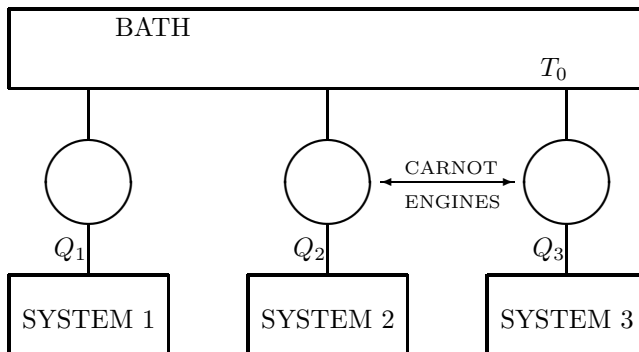 BATH
T₀
CARNOT
ENGINES
Q₁
Q₂
Q₃
SYSTEM 1
SYSTEM 2
SYSTEM 3